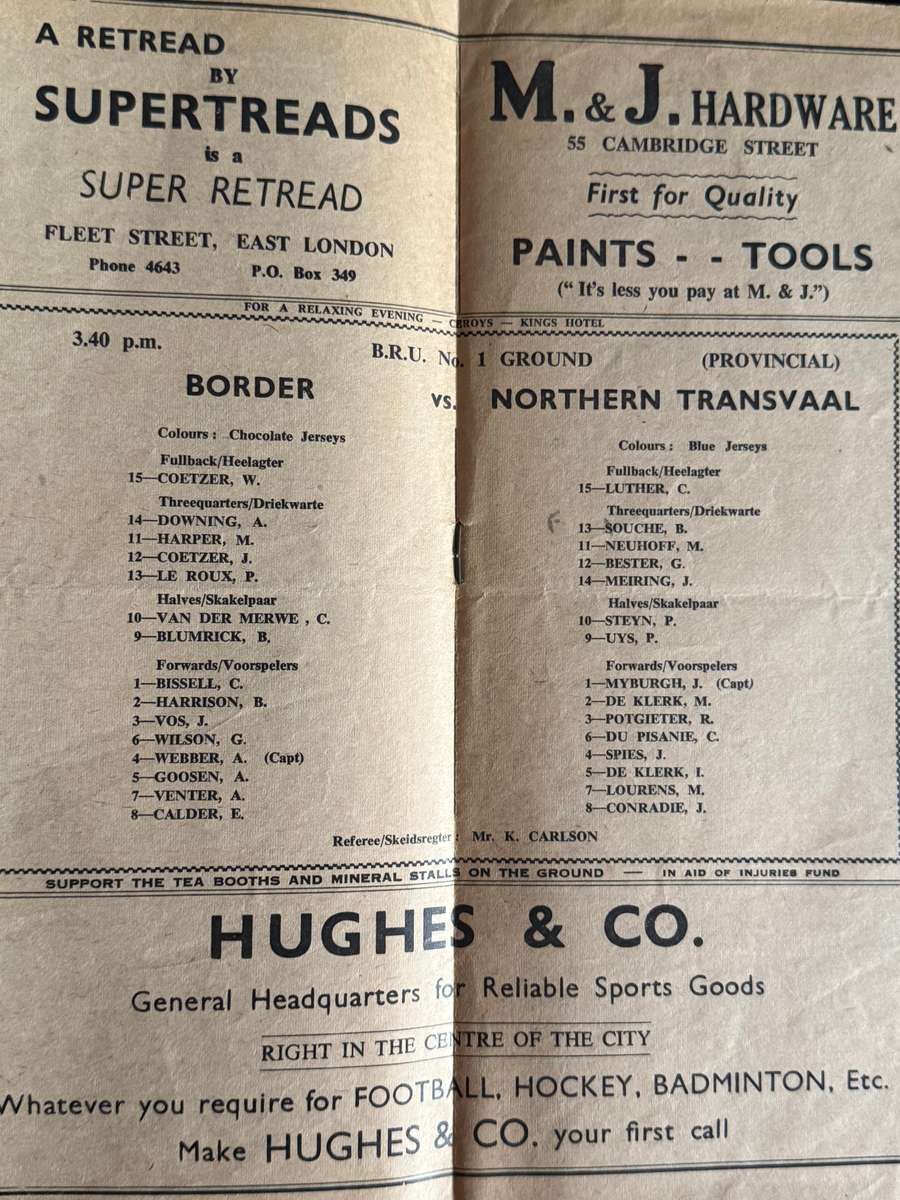 A RETREAD
BY
SUPERTREADS
is a
SUPER RETREAD
FLEET STREET, EAST LONDON
Phone 4643 P.O. Box 349
M. & J. HARDWARE
55 CAMBRIDGE STREET
First for Quality
PAINTS - - TOOLS
("It's less you pay at M. & J.")
FOR A RELAXING EVENING — CEROYS — KINGS HOTEL
3.40 p.m. B.R.U. No. 1 GROUND (PROVINCIAL)
BORDER vs. NORTHERN TRANSVAAL
Colours : Chocolate Jerseys
Fullback/Heelagter
15—COETZER, W.
Threequarters/Driekwarte
14—DOWNING, A.
11—HARPER, M.
12—COETZER, J.
13—LE ROUX, P.
Halves/Skakelpaar
10—VAN DER MERWE , C.
9—BLUMRICK, B.
Forwards/Voorspelers
1—BISSELL, C.
2—HARRISON, B.
3—VOS, J.
6—WILSON, G.
4—WEBBER, A. (Capt)
5—GOOSEN, A.
7—VENTER, A.
8—CALDER, E.
Colours : Blue Jerseys
Fullback/Heelagter
15—LUTHER, C.
Threequarters/Driekwarte
13—SOUCHE, B.
11—NEUHOFF, M.
12—BESTER, G.
14—MEIRING, J.
Halves/Skakelpaar
10—STEYN, P.
9—UYS, P.
Forwards/Voorspelers
1—MYBURGH, J. (Capt)
2—DE KLERK, M.
3—POTGIETER, R.
6—DU PISANIE, C.
4—SPIES, J.
5—DE KLERK, I.
7—LOURENS, M.
8—CONRADIE, J.
Referee/Skeidsregter : Mr. K. CARLSON
SUPPORT THE TEA BOOTHS AND MINERAL STALLS ON THE GROUND — IN AID OF INJURIES FUND
HUGHES & CO.
General Headquarters for Reliable Sports Goods
RIGHT IN THE CENTRE OF THE CITY
Whatever you require for FOOTBALL, HOCKEY, BADMINTON, Etc.
Make HUGHES & CO. your first call